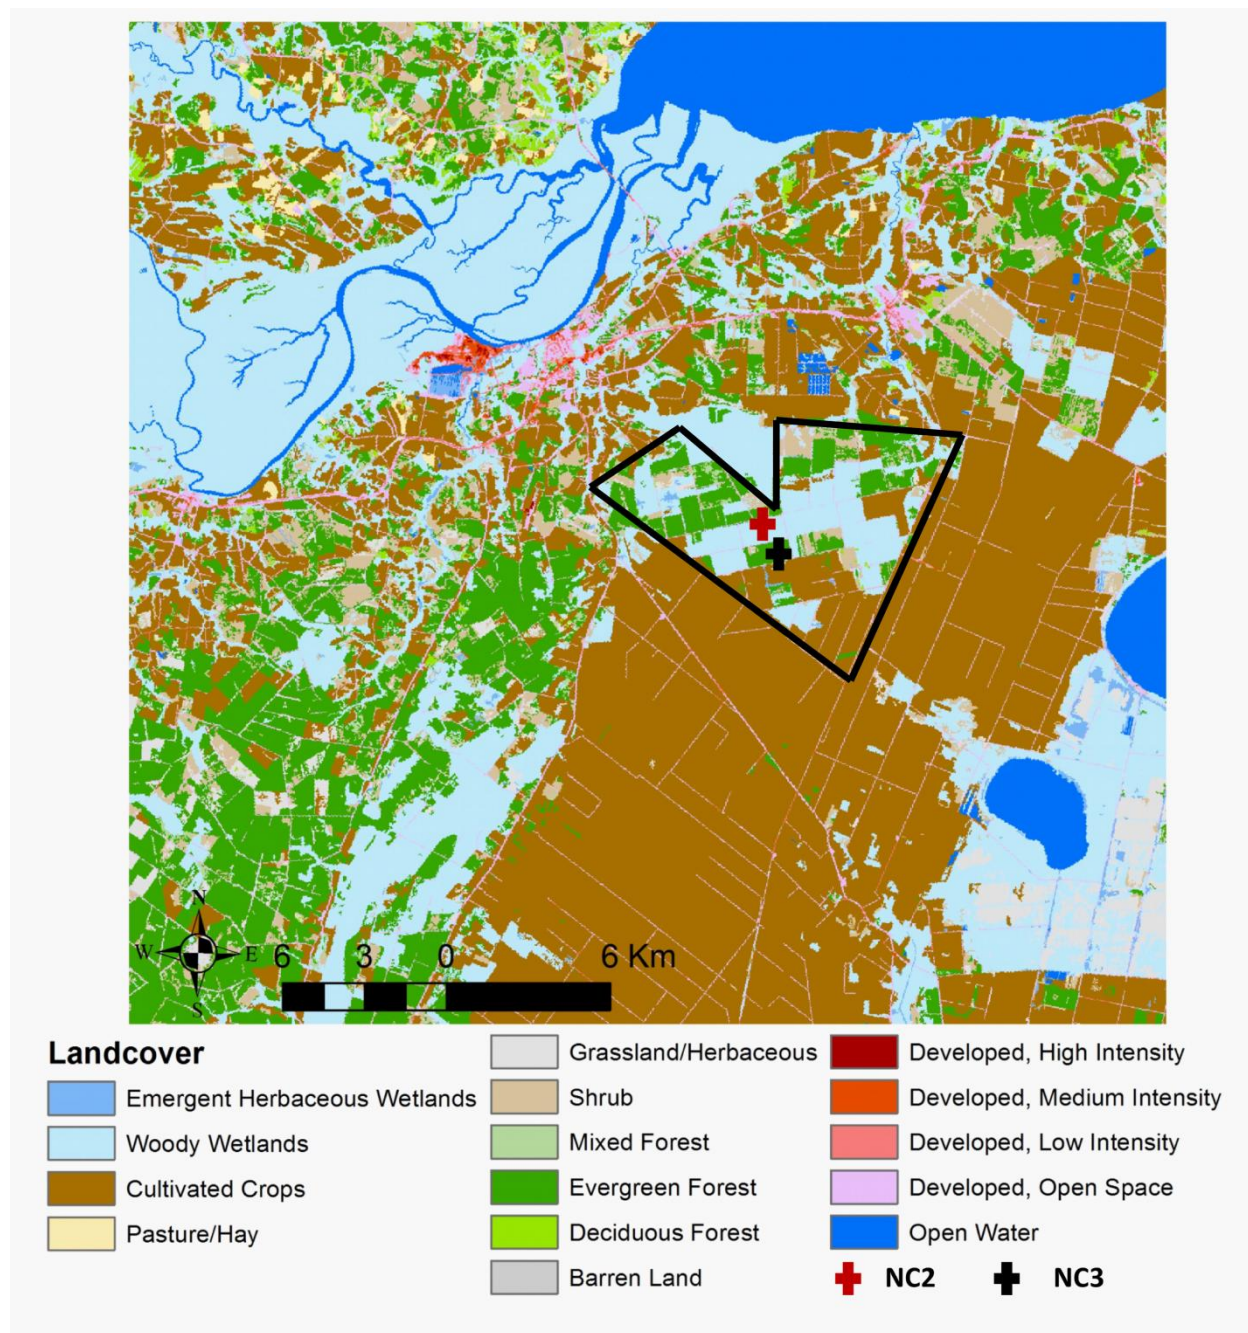 N
W E
S
6 3 0 6 Km
Landcover
Emergent Herbaceous Wetlands
Woody Wetlands
Cultivated Crops
Pasture/Hay
Grassland/Herbaceous
Shrub
Mixed Forest
Evergreen Forest
Deciduous Forest
Barren Land
Developed, High Intensity
Developed, Medium Intensity
Developed, Low Intensity
Developed, Open Space
Open Water
NC2 NC3